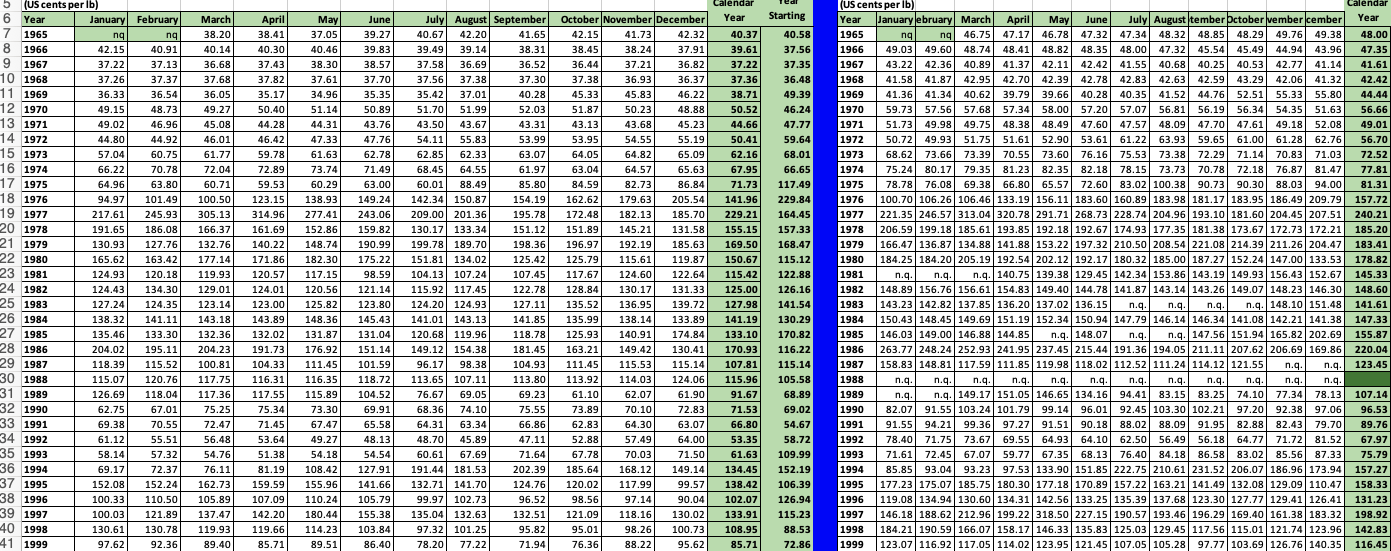 5 (US cents per lb) Calendar Year (US cents per lb) Calendar
6 Year January February March April May June July August September October November December Year Starting Year January ebruary March April May June July August tember October vember cember Year
7 1965 nq nq 38.20 38.41 37.05 39.27 40.67 42.20 41.65 42.15 41.73 42.32 40.37 40.58 1965 nq nq 46.75 47.17 46.78 47.32 47.34 48.32 48.85 48.29 49.76 49.38 48.00
8 1966 42.15 40.91 40.14 40.30 40.46 39.83 39.49 39.14 38.31 38.45 39.24 36.91 39.61 37.56 1966 49.03 49.60 48.74 48.41 48.82 48.35 48.00 47.32 45.54 45.49 44.94 43.96 47.35
9 1967 37.22 37.13 36.68 37.43 38.30 38.57 37.58 36.69 36.52 36.44 37.21 36.82 37.22 37.35 1967 43.22 42.36 40.89 41.37 42.11 42.42 41.55 40.68 40.25 40.53 42.77 41.14 41.61
10 1968 37.26 37.37 37.68 37.82 37.61 37.70 37.56 37.38 37.30 37.38 36.93 36.37 37.36 36.48 1968 41.58 41.87 42.95 42.70 42.39 42.78 42.83 42.63 42.59 43.29 42.06 41.32 42.42
11 1969 36.33 36.54 36.05 35.17 34.96 35.35 35.42 37.01 40.28 45.33 45.83 46.22 38.71 49.39 1969 41.36 41.34 40.62 39.79 39.66 40.28 40.35 41.52 44.76 52.51 55.33 55.80 44.44
12 1970 49.15 48.73 49.27 50.40 51.14 50.89 51.70 51.99 52.03 51.87 50.23 48.88 50.52 46.24 1970 59.73 57.56 57.68 57.34 58.00 57.20 57.07 56.81 56.19 56.34 54.35 51.63 56.66
13 1971 49.02 46.96 45.08 44.28 44.31 43.76 43.50 43.67 43.31 43.13 43.68 45.23 44.66 47.77 1971 51.73 49.98 49.75 48.38 48.49 47.60 47.57 48.09 47.70 47.61 49.18 52.08 49.01
14 1972 44.80 44.92 46.01 46.42 47.33 47.76 54.11 55.83 53.99 53.95 54.55 55.19 50.41 59.64 1972 50.72 49.93 51.75 51.61 52.90 53.61 61.22 63.93 59.65 61.00 61.28 62.76 56.70
15 1973 57.04 60.75 61.77 59.78 61.63 62.78 62.85 62.33 63.07 64.05 64.82 65.09 62.16 68.01 1973 68.62 73.66 73.39 70.55 73.60 76.16 75.53 73.38 72.29 71.14 70.83 71.03 72.52
16 1974 66.22 70.78 72.04 72.89 73.74 71.49 68.45 64.55 61.97 63.04 64.57 65.63 67.95 66.65 1974 75.24 80.17 79.35 81.23 82.35 82.18 78.15 73.73 70.78 72.18 76.87 81.47 77.81
17 1975 64.96 63.80 60.71 59.53 60.29 63.00 60.01 88.49 85.80 84.59 82.73 86.84 71.73 117.49 1975 78.78 76.08 69.38 66.80 65.57 72.60 83.02 100.38 90.73 90.30 88.03 94.00 81.31
18 1976 94.97 101.49 100.50 123.15 138.93 149.24 142.34 150.87 154.19 162.62 179.63 205.54 141.96 229.84 1976 100.70 106.26 106.46 133.19 156.11 183.60 160.89 183.98 181.17 183.95 186.49 209.79 157.72
19 1977 217.61 245.93 305.13 314.96 277.41 243.06 209.00 201.36 195.78 172.48 182.13 185.70 229.21 164.45 1977 221.35 246.57 313.04 320.78 291.71 268.73 228.74 204.96 193.10 181.60 204.45 207.51 240.21
20 1978 191.65 186.08 166.37 161.69 152.86 159.82 130.17 133.34 151.12 151.89 145.21 131.58 155.15 157.33 1978 206.59 199.18 185.61 193.85 192.18 192.67 174.93 177.35 181.38 173.67 172.73 172.21 185.20
21 1979 130.93 127.76 132.76 140.22 148.74 190.99 199.78 189.70 198.36 196.97 192.19 185.63 169.50 168.47 1979 166.47 136.87 134.88 141.88 153.22 197.32 210.50 208.54 221.08 214.39 211.26 204.47 183.41
22 1980 165.62 163.42 177.14 171.86 182.30 175.22 151.81 134.02 125.42 125.79 115.61 119.87 150.67 115.12 1980 184.25 184.20 205.19 192.54 202.12 192.17 180.32 185.00 187.27 152.24 147.00 133.53 178.82
23 1981 124.93 120.18 119.93 120.57 117.15 98.59 104.13 107.24 107.45 117.67 124.60 122.64 115.42 122.88 1981 n.q. n.q. n.q. 140.75 139.38 129.45 142.34 153.86 143.19 149.93 156.43 152.67 145.33
24 1982 124.43 134.30 129.01 124.01 120.56 121.14 115.92 117.45 122.78 128.84 130.17 131.33 125.00 126.16 1982 148.89 156.76 156.61 154.83 149.40 144.78 141.87 143.14 143.26 149.31 148.23 146.30 148.60
25 1983 127.24 124.35 123.14 123.00 125.82 123.80 124.20 124.93 127.11 135.52 136.95 139.72 127.98 141.54 1983 143.23 142.82 137.85 136.20 137.02 136.15 n.q. n.q. n.q. n.q. 148.10 151.48 141.61
26 1984 138.32 141.11 143.18 143.89 148.36 145.43 141.01 143.13 141.85 139.99 138.64 139.38 141.19 130.29 1984 150.43 148.45 149.69 151.19 152.34 150.94 147.79 146.14 146.34 141.08 142.21 141.38 147.33
27 1985 135.46 133.30 132.36 132.02 131.87 131.04 120.68 119.96 118.78 125.93 140.91 174.84 133.10 170.82 1985 146.03 149.00 146.88 144.85 n.q. 148.07 n.q. n.q. 147.56 151.94 165.82 202.69 155.87
28 1986 204.02 195.11 204.23 191.73 176.92 151.14 149.12 154.38 181.45 163.21 149.42 130.41 170.93 116.22 1986 263.77 248.24 252.93 241.95 237.45 215.44 191.36 194.05 211.11 207.62 206.69 169.86 220.04
29 1987 118.39 115.52 100.81 104.33 111.45 101.59 96.17 98.38 104.93 111.45 115.53 115.14 107.81 115.14 1987 158.83 148.81 117.59 111.85 119.98 118.02 112.52 111.24 114.12 121.55 n.q. n.q. 123.45
30 1988 115.07 120.76 117.75 116.31 116.35 118.72 113.65 107.11 113.80 113.92 114.03 124.06 115.96 105.58 1988 n.q. n.q. n.q. n.q. n.q. n.q. n.q. n.q. n.q. n.q. n.q. n.q.
31 1989 126.69 118.04 117.36 117.55 115.89 104.52 76.67 69.05 69.23 61.10 62.07 61.90 91.67 68.89 1989 n.q. n.q. 149.17 151.05 146.65 134.16 94.41 83.15 83.25 74.10 77.34 78.13 107.14
32 1990 62.75 67.01 75.25 75.34 73.30 69.91 68.36 74.10 75.55 73.89 70.10 72.83 71.53 69.02 1990 82.07 91.55 103.24 101.79 99.14 96.01 92.45 103.30 102.21 97.20 92.38 97.06 96.53
33 1991 69.38 70.55 72.47 71.45 67.47 65.58 64.31 63.34 66.86 62.83 64.30 63.07 66.80 54.67 1991 91.55 94.21 99.36 97.27 91.51 90.18 88.02 88.09 91.95 82.88 82.43 79.70 89.76
34 1992 61.12 55.51 56.48 53.64 49.27 48.13 48.70 45.89 47.11 52.88 57.49 64.00 53.35 58.72 1992 78.40 71.75 73.67 69.55 64.93 64.10 62.50 56.49 56.18 64.77 71.72 81.52 67.97
35 1993 58.14 57.32 54.76 51.38 54.18 54.54 60.61 67.69 71.64 67.78 70.03 71.50 61.63 109.99 1993 71.61 72.45 67.07 59.77 67.35 68.13 76.40 84.18 86.58 83.02 85.56 87.33 75.79
36 1994 69.17 72.37 76.11 81.19 108.42 127.91 191.44 181.53 202.39 185.64 168.12 149.14 134.45 152.19 1994 85.85 93.04 93.23 97.53 133.90 151.85 222.75 210.61 231.52 206.07 186.96 173.94 157.27
37 1995 152.08 152.24 162.73 159.59 155.96 141.66 132.71 141.70 124.76 120.02 117.99 99.57 138.42 106.39 1995 177.23 175.07 185.75 180.30 177.18 170.89 157.22 163.21 141.49 132.08 129.09 110.47 158.33
38 1996 100.33 110.50 105.89 107.09 110.24 105.79 99.97 102.73 96.52 98.56 97.14 90.04 102.07 126.94 1996 119.08 134.94 130.60 134.31 142.56 133.25 135.39 137.68 123.30 127.77 129.41 126.41 131.23
39 1997 100.03 121.89 137.47 142.20 180.44 155.38 135.04 132.63 132.51 121.09 118.16 130.02 133.91 115.23 1997 146.18 188.62 212.96 199.22 318.50 227.15 190.57 193.46 196.29 169.40 161.38 183.32 198.92
40 1998 130.61 130.78 119.93 119.66 114.23 103.84 97.32 101.25 95.82 95.01 98.26 100.73 108.95 88.53 1998 184.21 190.59 166.07 158.17 146.33 135.83 125.03 129.45 117.56 115.01 121.74 123.96 142.83
41 1999 97.62 92.36 89.40 85.71 89.51 86.40 78.20 77.22 71.94 76.36 88.22 95.62 85.71 72.86 1999 123.07 116.92 117.05 114.02 123.95 121.45 107.05 105.28 97.77 103.91 126.76 140.35 116.45